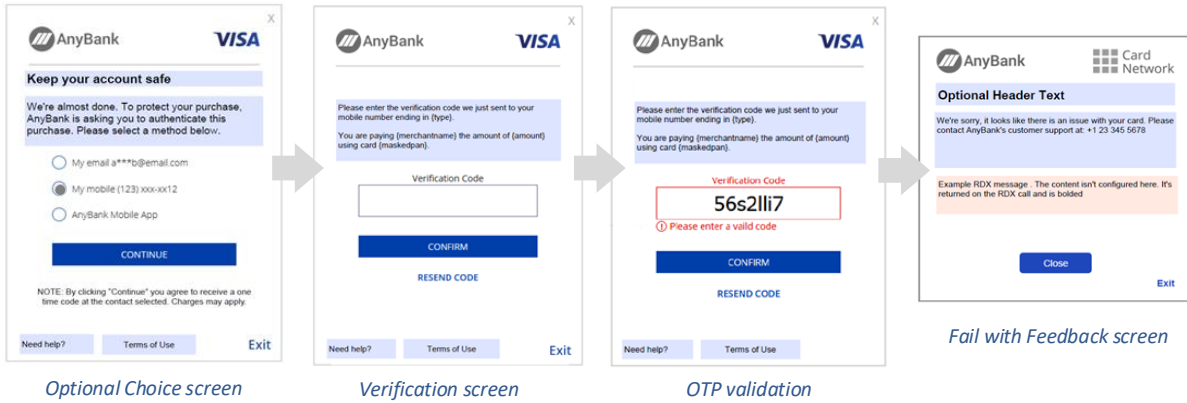 X
AnyBank
VISA
Keep your account safe
We're almost done. To protect your purchase,
AnyBank is asking you to authenticate this
purchase. Please select a method below.
My email a***b@email.com
My mobile (123) xxx-xx12
AnyBank Mobile App
CONTINUE
NOTE: By clicking "Continue" you agree to receive a one
time code at the contact selected. Charges may apply.
Need help?
Terms of Use
Exit
Optional Choice screen
X
AnyBank
VISA
Please enter the verification code we just sent to your
mobile number ending in {type}.
You are paying {merchantname} the amount of {amount}
using card {maskedpan}.
Verification Code
CONFIRM
RESEND CODE
Need help?
Terms of Use
Exit
Verification screen
X
AnyBank
VISA
Please enter the verification code we just sent to your
mobile number ending in {type}.
You are paying {merchantname} the amount of {amount}
using card {maskedpan}.
Verification Code
56s2lli7
Please enter a vaild code
CONFIRM
RESEND CODE
Need help?
Terms of Use
OTP validation
AnyBank
Card
Network
Optional Header Text
We're sorry, it looks like there is an issue with your card. Please
contact AnyBank's customer support at: +1 23 345 5678
Example RDX message . The content isn't configured here. It's
returned on the RDX call and is bolded
Close
Exit
Fail with Feedback screen